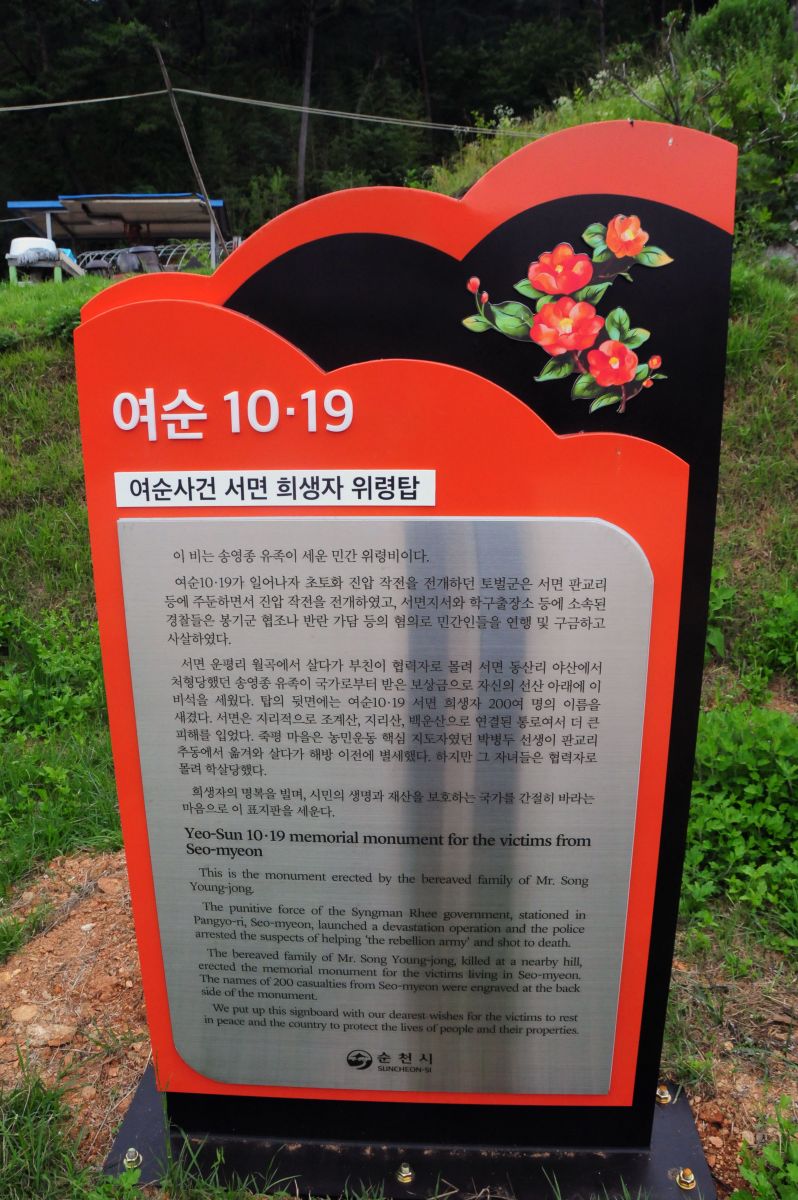 여순 10·19
여순사건 서면 희생자 위령탑
이 비는 송영종 유족이 세운 민간 위령비이다.
여순10·19가 일어나자 초토화 진압 작전을 전개하던 토벌군은 서면 판교리
등에 주둔하면서 진압 작전을 전개하였고, 서면지서와 학구출장소 등에 소속된
경찰들은 봉기군 협조나 반란 가담 등의 혐의로 민간인들을 연행 및 구금하고
사살하였다.
서면 운평리 월곡에서 살다가 부친이 협력자로 몰려 서면 동산리 야산에서
처형당했던 송영종 유족이 국가로부터 받은 보상금으로 자신의 선산 아래에 이
비석을 세웠다. 탑의 뒷면에는 여순10·19 서면 희생자 200여 명의 이름을
새겼다. 서면은 지리적으로 조계산, 지리산, 백운산으로 연결된 통로여서 더 큰
피해를 입었다. 죽평 마을은 농민운동 핵심 지도자였던 박병두 선생이 판교리
추동에서 옮겨와 살다가 해방 이전에 별세했다. 하지만 그 자녀들은 협력자로
몰려 학살당했다.
희생자의 명복을 빌며, 시민의 생명과 재산을 보호하는 국가를 간절히 바라는
마음으로 이 표지판을 세운다.
Yeo-Sun 10·19 memorial monument for the victims from
Seo-myeon
This is the monument erected by the bereaved family of Mr. Song
Young-jong.
The punitive force of the Syngman Rhee government, stationed in
Pangyo-ri, Seo-myeon, launched a devastation operation and the police
arrested the suspects of helping 'the rebellion army' and shot to death.
The bereaved family of Mr. Song Young-jong, killed at a nearby hill,
erected the memorial monument for the victims living in Seo-myeon.
The names of 200 casualties from Seo-myeon were engraved at the back
side of the monument.
We put up this signboard with our dearest wishes for the victims to rest
in peace and the country to protect the lives of people and their properties.
순천시
SUNCHEON-SI